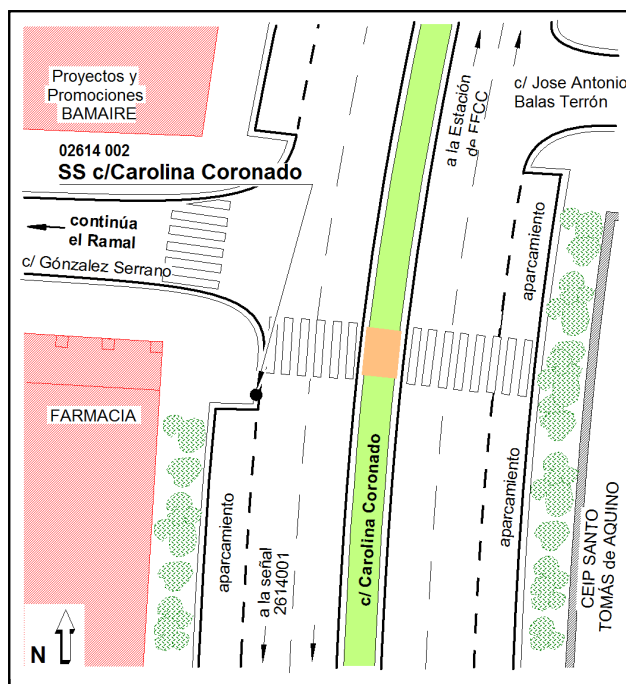 Proyectos y
Promociones
BAMAIRE
a la Estación
de FFCC
c/ Jose Antonio
Balas Terrón
02614 002
SS c/Carolina Coronado
continúa
el Ramal
c/ Gónzalez Serrano
aparcamiento
FARMACIA
aparcamiento
a la señal
2614001
c/ Carolina Coronado
aparcamiento
CEIP SANTO
TOMÁS de AQUINO
N